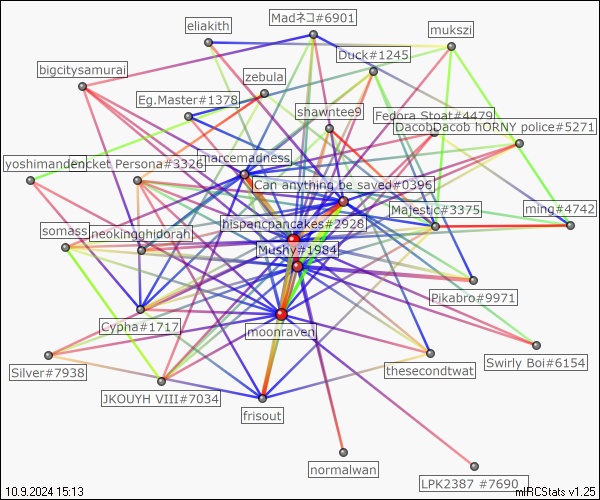 Madネコ#6901
eliakith
mukszi
Duck#1245
bigcitysamurai
zebula
Eg.Master#1378
shawntee9
Fedora Stoat#4479
DacobDacob hORNY police#5271
yoshimanden
cket Persona#3326
narcemadness
Can anything be saved#0396
Majestic#3375
ming#4742
hispancpancakes#2928
somass
neokingghidorah
Mushy#1984
Pikabro#9971
Cypha#1717
moonraven
Swirly Boi#6154
Silver#7938
thesecondtwat
JKOUYH VIII#7034
frisout
normalwan
LPK2387 #7690
10.9.2024 15:13
mIRCStats v1.25